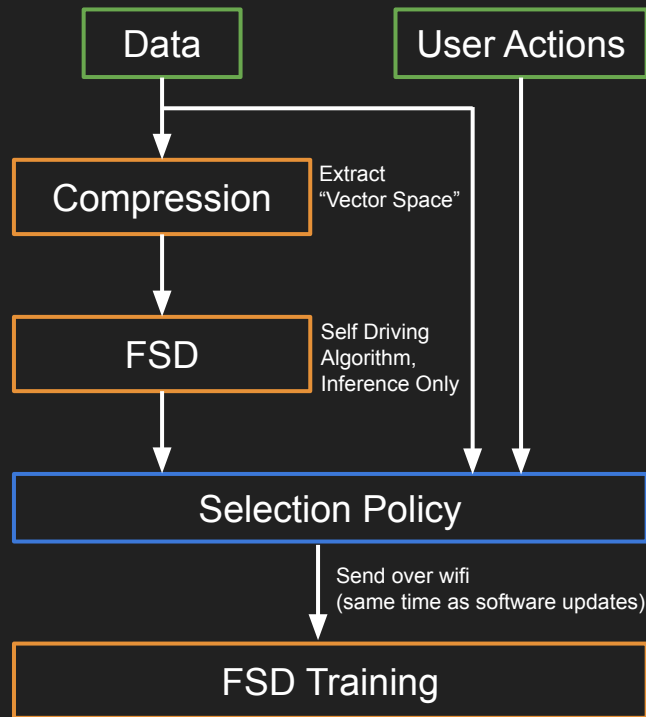 Data
User Actions
Compression
Extract
“Vector Space”
FSD
Self Driving
Algorithm,
Inference Only
Selection Policy
Send over wifi
(same time as software updates)
FSD Training